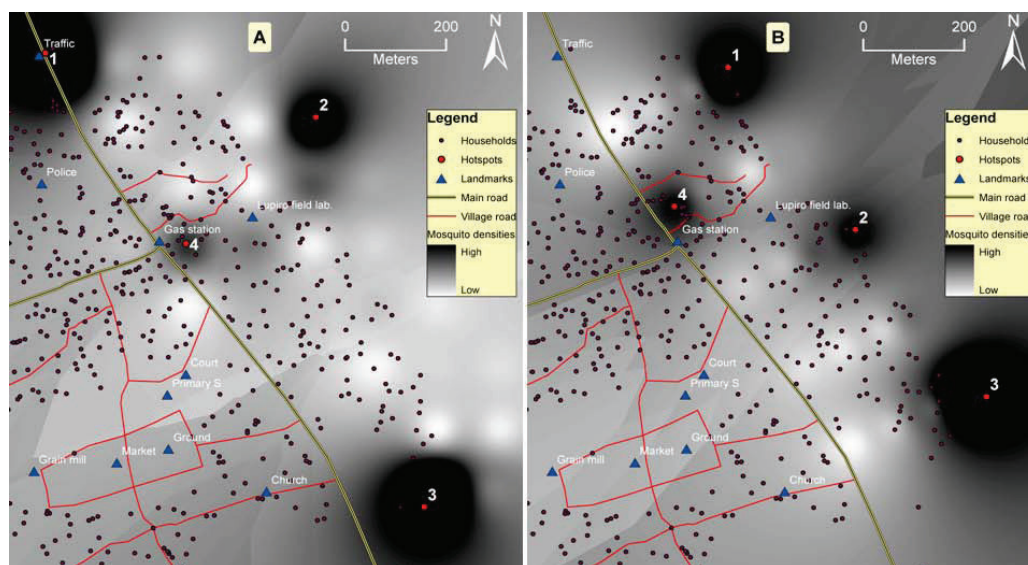 A
0 200
Meters
N
Traffic
1
2
Legend
Households
Hotspots
Landmarks
Main road
Village road
Mosquito densities
High
Low
Police
Lupiro field lab.
Gas station
4
Court
Primary S
Ground
Market
Grain mill
Church
3
B
0 200
Meters
N
Traffic
1
Legend
Households
Hotspots
Landmarks
Main road
Village road
Mosquito densities
High
Low
Police
4
Lupiro field lab.
2
Gas station
Court
Primary S
3
Ground
Market
Grain mill
Church